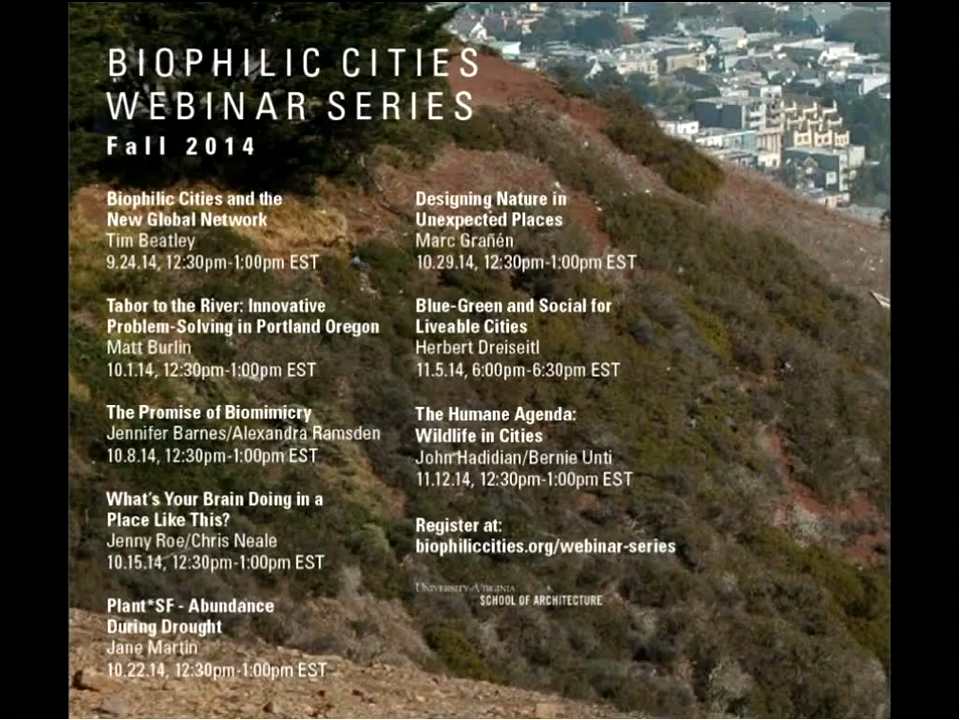 BIOPHILIC CITIES
WEBINAR SERIES
Fall 2014
Biophilic Cities and the
New Global Network
Tim Beatley
9.24.14, 12:30pm-1:00pm EST
Tabor to the River: Innovative
Problem-Solving in Portland Oregon
Matt Burlin
10.1.14, 12:30pm-1:00pm EST
The Promise of Biomimicry
Jennifer Barnes/Alexandra Ramsden
10.8.14, 12:30pm-1:00pm EST
What's Your Brain Doing in a
Place Like This?
Jenny Roe/Chris Neale
10.15.14, 12:30pm-1:00pm EST
Plant*SF - Abundance
During Drought
Jane Martin
10.22.14, 12:30pm-1:00pm EST
Designing Nature in
Unexpected Places
Marc Grañén
10.29.14, 12:30pm-1:00pm EST
Blue-Green and Social for
Liveable Cities
Herbert Dreiseitl
11.5.14, 6:00pm-6:30pm EST
The Humane Agenda:
Wildlife in Cities
John Hadidian/Bernie Unti
11.12.14, 12:30pm-1:00pm EST
Register at:
biophiliccities.org/webinar-series
UNIVERSITY of VIRGINIA
SCHOOL OF ARCHITECTURE